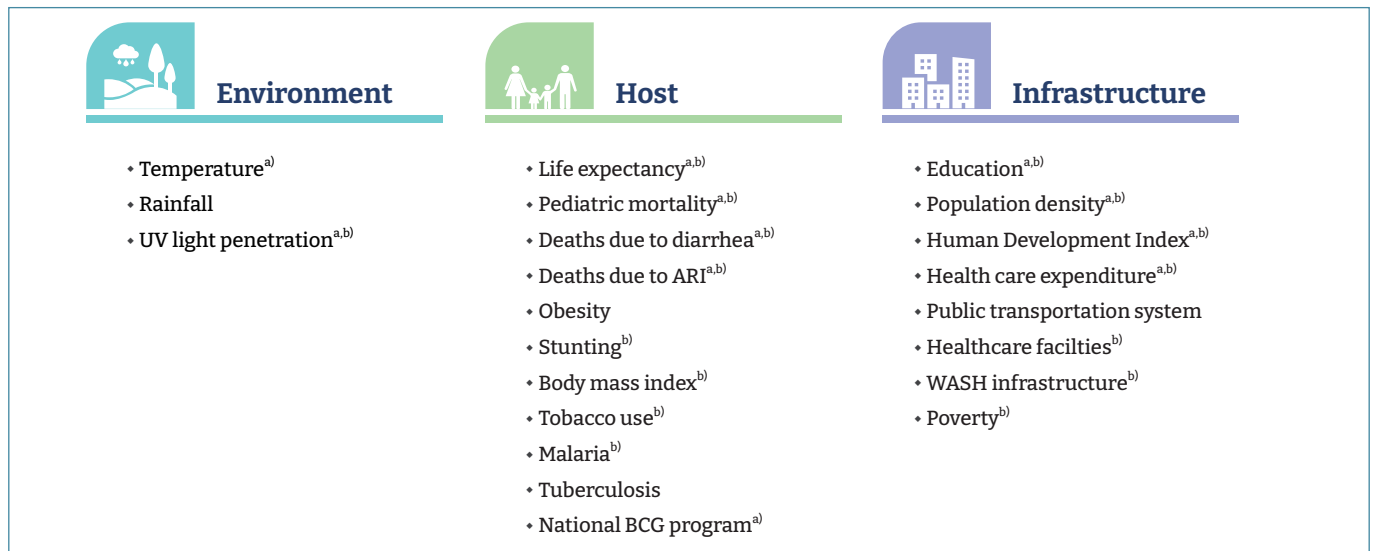 Environment
• Temperature a)
• Rainfall
• UV light penetration a,b)
Host
• Life expectancy a,b)
• Pediatric mortality a,b)
• Deaths due to diarrhea a,b)
• Deaths due to ARI a,b)
• Obesity
• Stunting b)
• Body mass index b)
• Tobacco use b)
• Malaria b)
• Tuberculosis
• National BCG program a)
Infrastructure
• Education a,b)
• Population density a,b)
• Human Development Index a,b)
• Health care expenditure a,b)
• Public transportation system
• Healthcare facilties b)
• WASH infrastructure b)
• Poverty b)